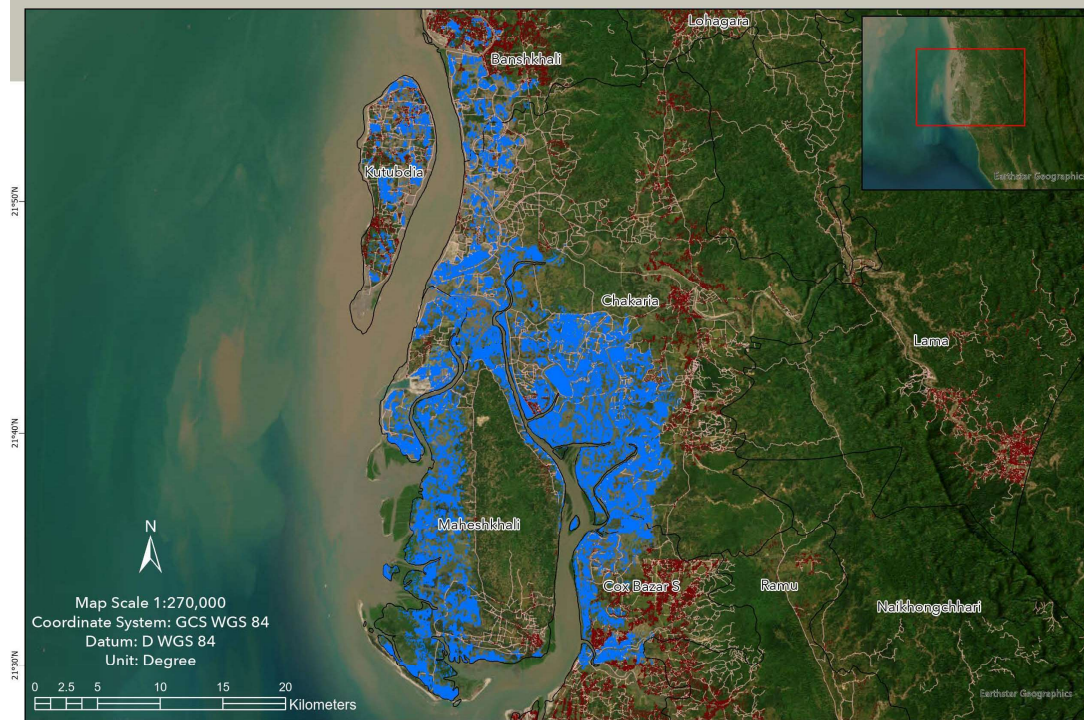 Lohagara
Banshkhali
Earthstar Geographics
Kutubdia
21°50'N
Chakaria
Lama
21°40'N
Maheshkhali
N
Cox Bazar S
Ramu
Naikhongchhari
Map Scale 1:270,000
Coordinate System: GCS WGS 84
Datum: D WGS 84
Unit: Degree
21°30'N
0 2.5 5 10 15 20
Kilometers
Earthstar Geographics